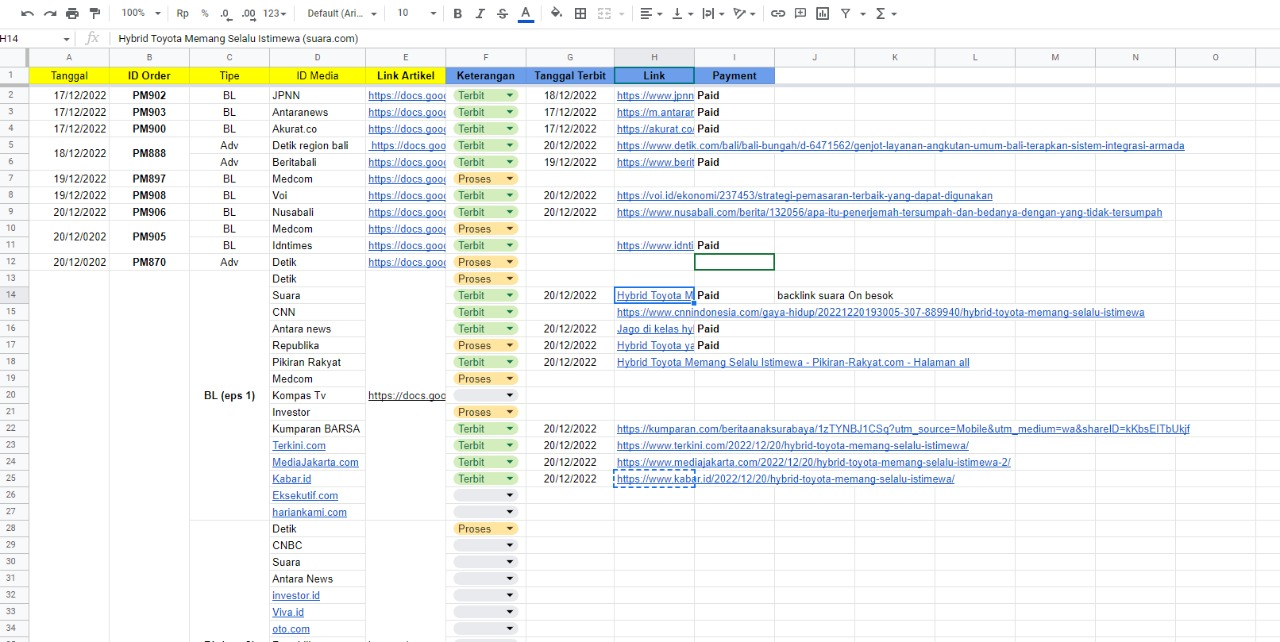 100% Rp % .0 .00 123 Default (Ari... 10 B I S A
H14 fx Hybrid Toyota Memang Selalu Istimewa (suara.com)
A B C D E F G H I J K L M N O
1 Tanggal ID Order Tipe ID Media Link Artikel Keterangan Tanggal Terbit Link Payment
2 17/12/2022 PM902 BL JPNN https://docs.goo Terbit 18/12/2022 https://www.jpnn Paid
3 17/12/2022 PM903 BL Antaranews https://docs.goo Terbit 17/12/2022 https://m.antarar Paid
4 17/12/2022 PM900 BL Akurat.co https://docs.goo Terbit 17/12/2022 https://akurat.co/ Paid
5 18/12/2022 PM888 Adv Detik region bali https://docs.goo Terbit 20/12/2022 https://www.detik.com/bali/bali-bungah/d-6471562/genjot-layanan-angkutan-umum-bali-terapkan-sistem-integrasi-armada
6 Adv Beritabali https://docs.goo Terbit 19/12/2022 https://www.berit Paid
7 19/12/2022 PM897 BL Medcom https://docs.goo Proses
8 19/12/2022 PM908 BL Voi https://docs.goo Terbit 20/12/2022 https://voi.id/ekonomi/237453/strategi-pemasaran-terbaik-yang-dapat-digunakan
9 20/12/2022 PM906 BL Nusabali https://docs.goo Terbit 20/12/2022 https://www.nusabali.com/berita/132056/apa-itu-penerjemah-tersumpah-dan-bedanya-dengan-yang-tidak-tersumpah
10 20/12/0202 PM905 BL Medcom https://docs.goo Proses
11 BL Idntimes https://docs.goo Terbit https://www.idnti Paid
12 20/12/0202 PM870 Adv Detik https://docs.goo Proses
13 Detik Proses
14 Suara Terbit 20/12/2022 Hybrid Toyota M Paid backlink suara On besok
15 CNN Terbit https://www.cnnindonesia.com/gaya-hidup/20221220193005-307-889940/hybrid-toyota-memang-selalu-istimewa
16 Antara news Terbit 20/12/2022 Jago di kelas hy Paid
17 Republika Proses 20/12/2022 Hybrid Toyota ya Paid
18 Pikiran Rakyat Terbit 20/12/2022 Hybrid Toyota Memang Selalu Istimewa - Pikiran-Rakyat.com - Halaman all
19 Medcom Proses
20 BL (eps 1) Kompas Tv https://docs.goo
21 Investor Proses
22 Kumparan BARSA Terbit 20/12/2022 https://kumparan.com/beritaanaksurabaya/1zTYNBJ1CSq?utm_source=Mobile&utm_medium=wa&shareID=kKbsEITbUkjf
23 Terkini.com Terbit 20/12/2022 https://www.terkini.com/2022/12/20/hybrid-toyota-memang-selalu-istimewa/
24 MediaJakarta.com Terbit 20/12/2022 https://www.mediajakarta.com/2022/12/20/hybrid-toyota-memang-selalu-istimewa-2/
25 Kabar.id Terbit 20/12/2022 https://www.kabar.id/2022/12/20/hybrid-toyota-memang-selalu-istimewa/
26 Eksekutif.com
27 hariankami.com
28 Detik Proses
29 CNBC
30 Suara
31 Antara News
32 investor.id
33 Viva.id
34 oto.com